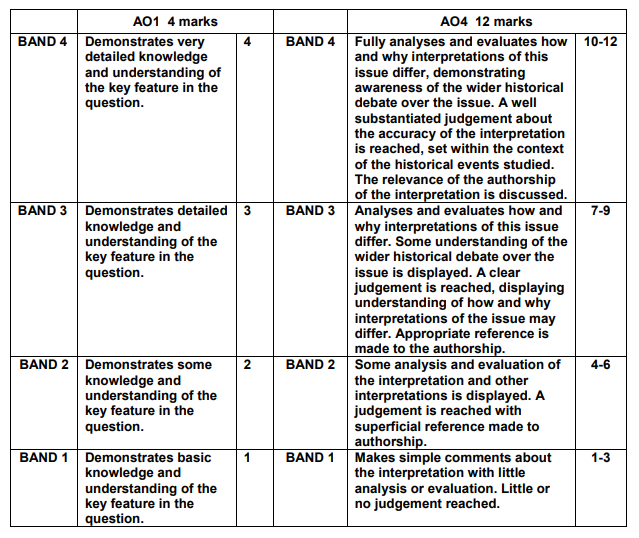 AO1 4 marks AO4 12 marks
BAND 4 Demonstrates very 4 BAND 4 Fully analyses and evaluates how 10-12
detailed knowledge and why interpretations of this
and understanding of issue differ, demonstrating
the key feature in the awareness of the wider historical
question. debate over the issue. A well
substantiated judgement about
the accuracy of the interpretation
is reached, set within the context
of the historical events studied.
The relevance of the authorship
of the interpretation is discussed.
BAND 3 Demonstrates detailed 3 BAND 3 Analyses and evaluates how and 7-9
knowledge and why interpretations of this issue
understanding of the differ. Some understanding of the
key feature in the wider historical debate over the
question. issue is displayed. A clear
judgement is reached, displaying
understanding of how and why
interpretations of the issue may
differ. Appropriate reference is
made to the authorship.
BAND 2 Demonstrates some 2 BAND 2 Some analysis and evaluation of 4-6
knowledge and the interpretation and other
understanding of the interpretations is displayed. A
key feature in the judgement is reached with
question. superficial reference made to
authorship.
BAND 1 Demonstrates basic 1 BAND 1 Makes simple comments about 1-3
knowledge and the interpretation with little
understanding of the analysis or evaluation. Little or
key feature in the no judgement reached.
question.